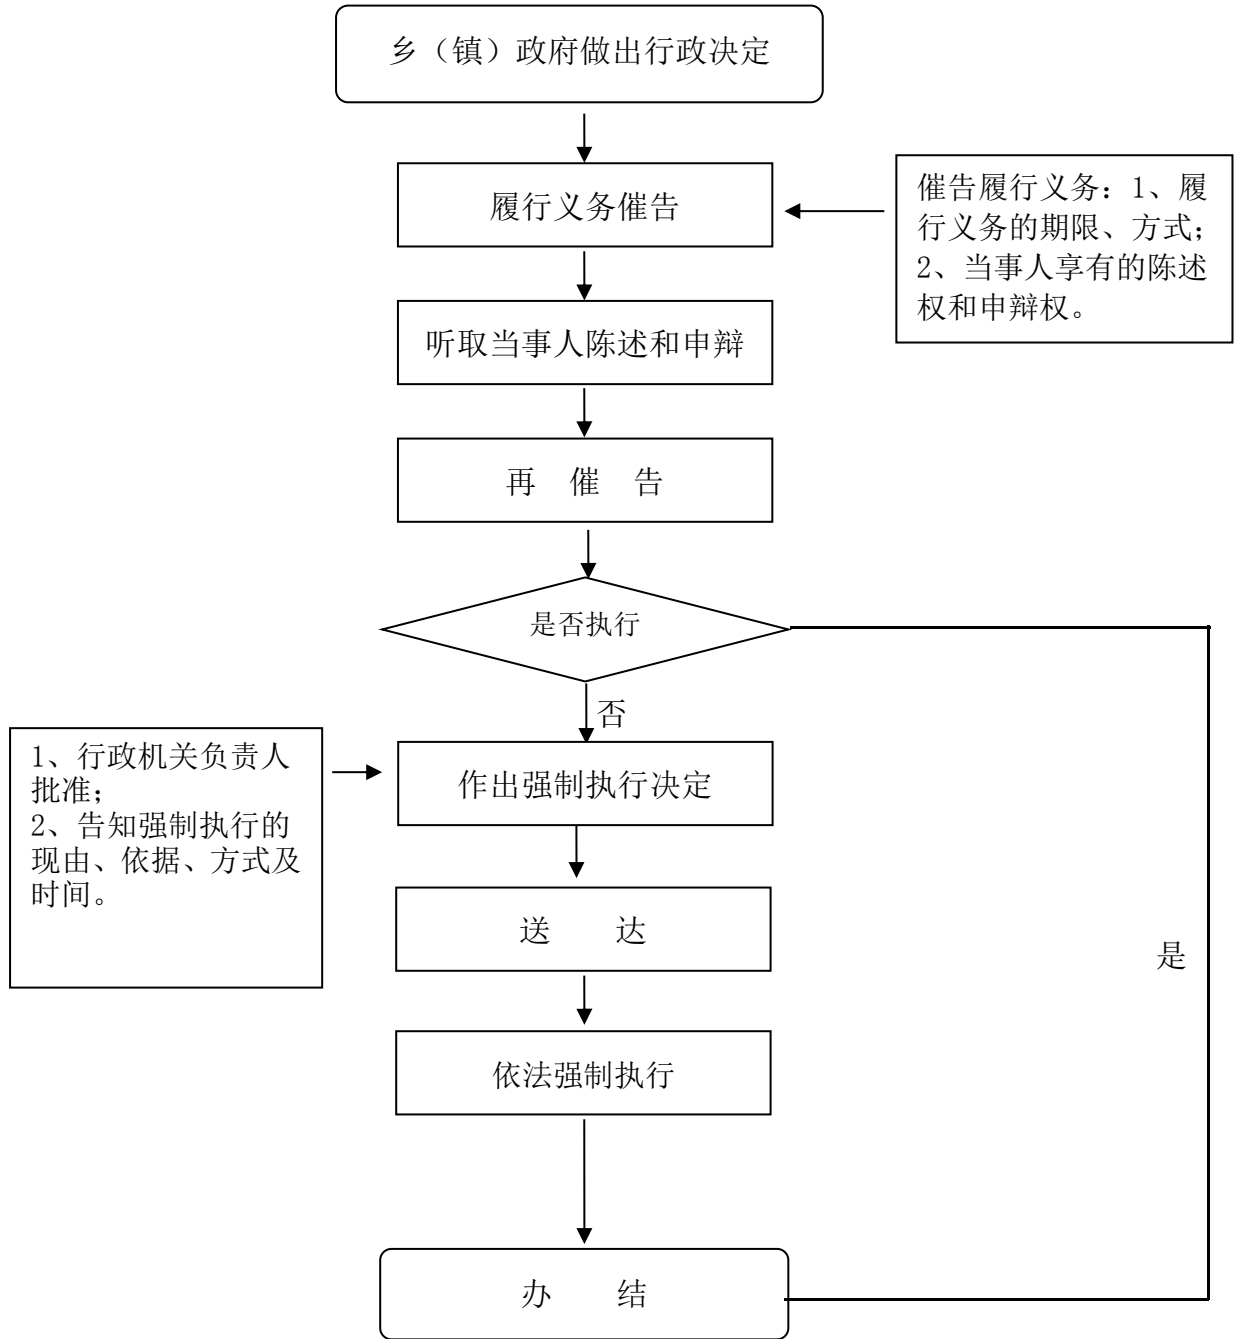 乡（镇）政府做出行政决定
履行义务催告
催告履行义务：1、履
行义务的期限、方式；
2、当事人享有的陈述
权和申辩权。
听取当事人陈述和申辩
再 催 告
是否执行
否
1、行政机关负责人
批准；
2、告知强制执行的
现由、依据、方式及
时间。
作出强制执行决定
送 达
是
依法强制执行
办 结